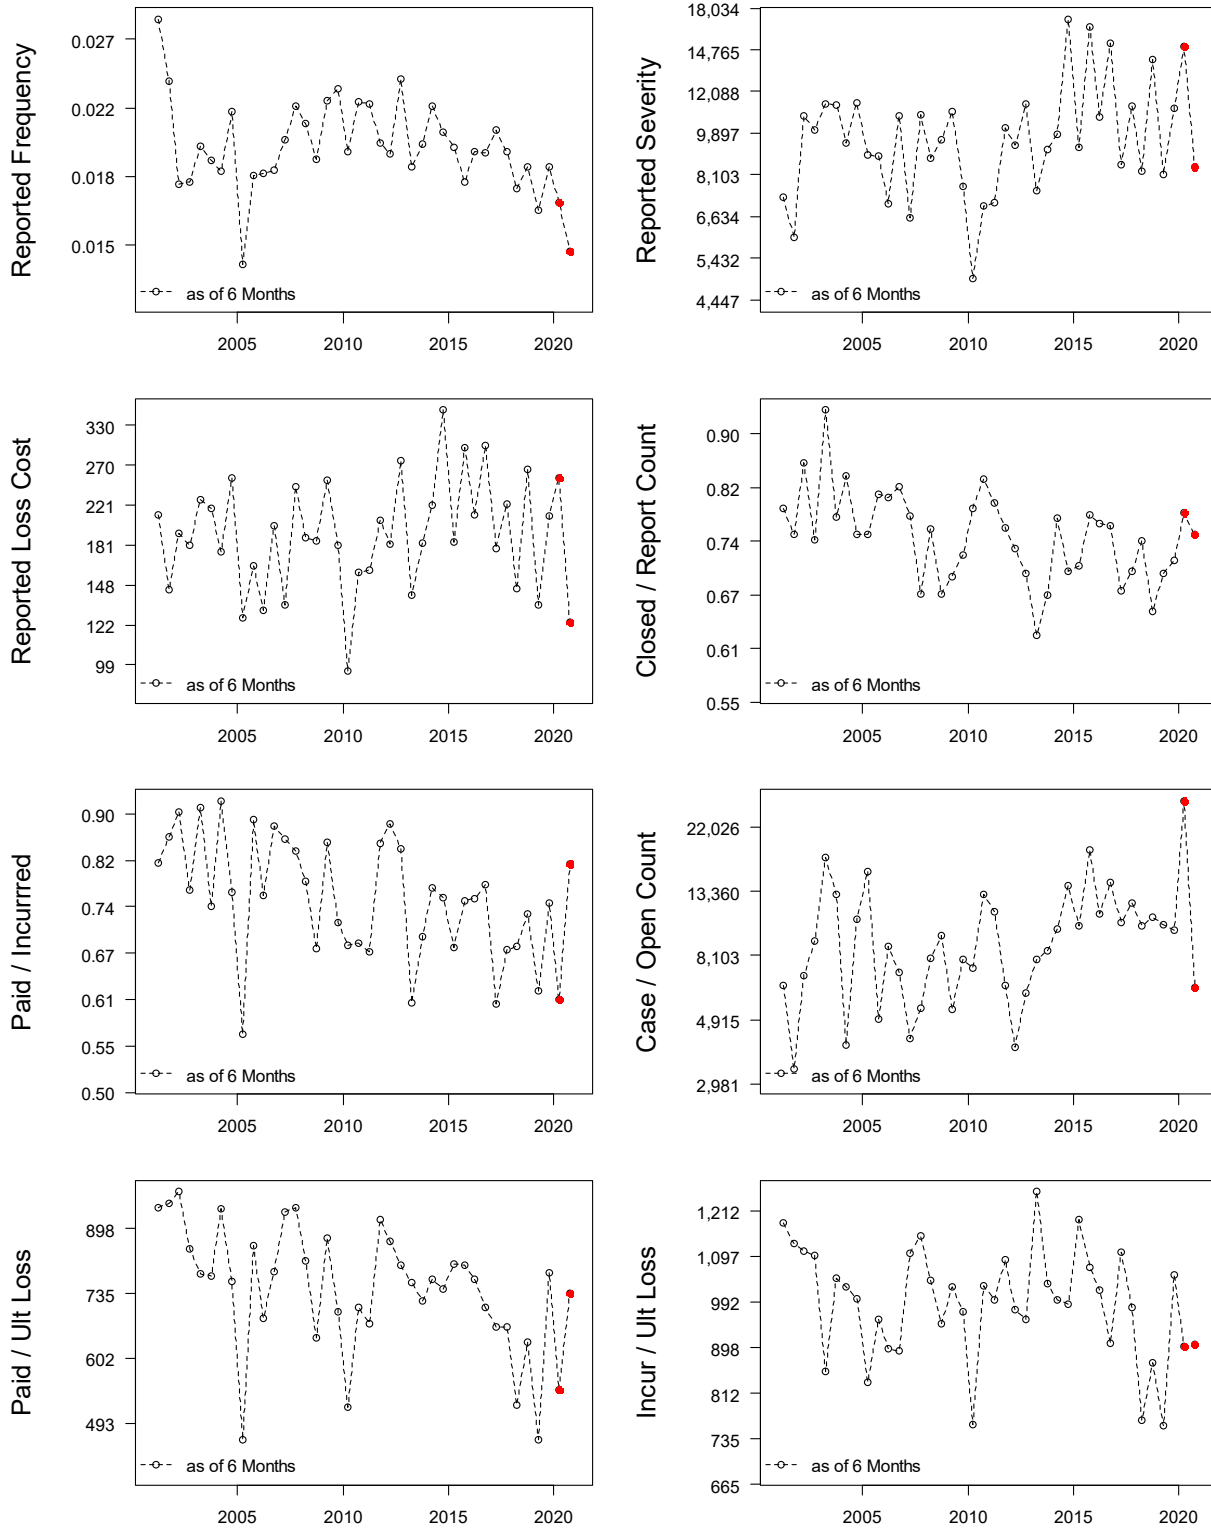 Reported Frequency
0.027
0.022
0.018
0.015
as of 6 Months
2005 2010 2015 2020
Reported Severity
18,034
14,765
12,088
9,897
8,103
6,634
5,432
4,447
as of 6 Months
2005 2010 2015 2020
Reported Loss Cost
330
270
221
181
148
122
99
as of 6 Months
2005 2010 2015 2020
Closed / Report Count
0.90
0.82
0.74
0.67
0.61
0.55
as of 6 Months
2005 2010 2015 2020
Paid / Incurred
0.90
0.82
0.74
0.67
0.61
0.55
0.50
as of 6 Months
2005 2010 2015 2020
Case / Open Count
22,026
13,360
8,103
4,915
2,981
as of 6 Months
2005 2010 2015 2020
Paid / Ult Loss
898
735
602
493
as of 6 Months
2005 2010 2015 2020
Incur / Ult Loss
1,212
1,097
992
898
812
735
665
as of 6 Months
2005 2010 2015 2020